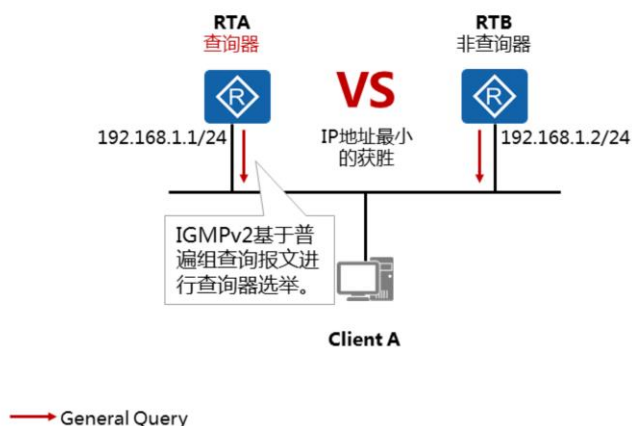 RTA
查询器
RTB
非查询器
R
VS
R
192.168.1.1/24
IP地址最小
的获胜
192.168.1.2/24
IGMPv2基于普
遍组查询报文进
行查询器选举。
Client A
General Query